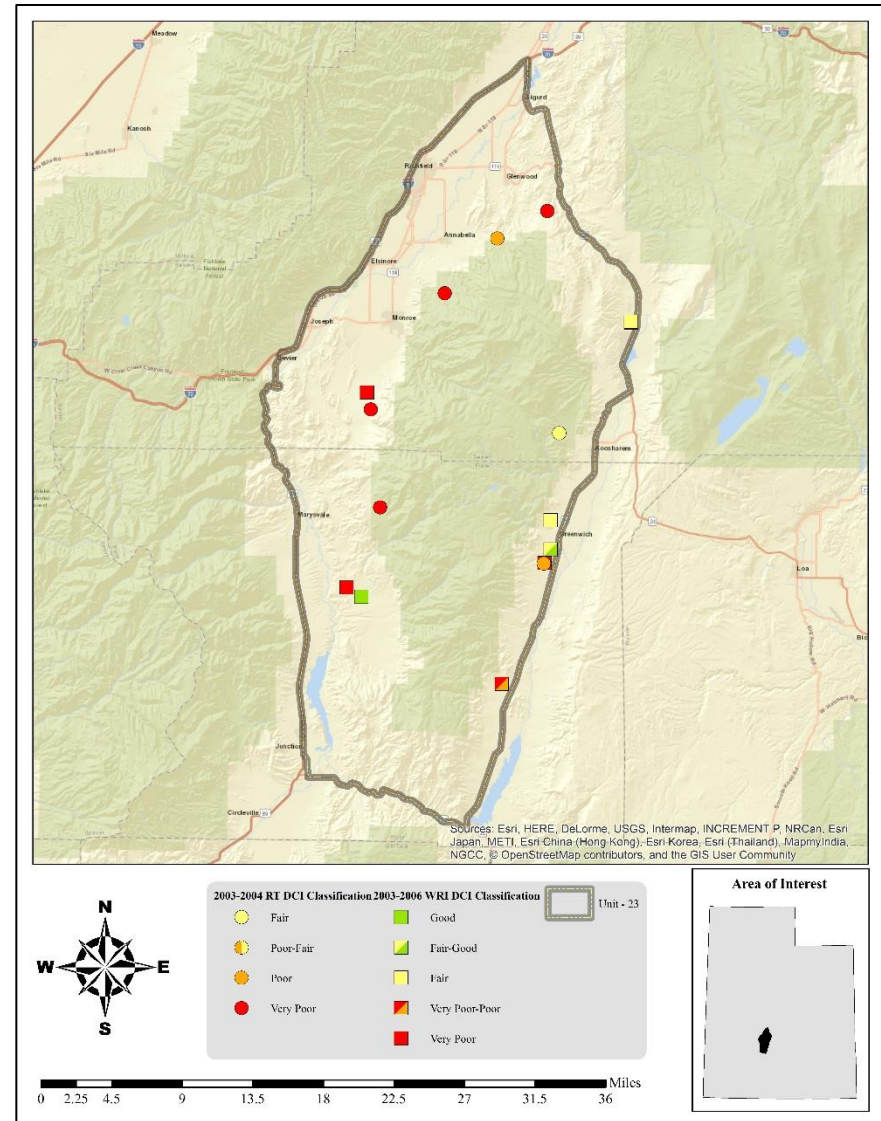 Meadow
Kanosh
Sigurd
Richfield
Glenwood
Annabella
Elsinore
Monroe
Joseph
Sevier
Koosharem
Marysvale
Greenwich
Loa
Junction
Circleville
Sources: Esri, HERE, DeLorme, USGS, Intermap, INCREMENT P, NRCan, Esri
Japan, METI, Esri China (Hong Kong), Esri Korea, Esri (Thailand), MapmyIndia,
NGCC, © OpenStreetMap contributors, and the GIS User Community
2003-2004 RT DCI Classification 2003-2006 WRI DCI Classification
Unit - 23
Fair Good
Poor-Fair Fair-Good
Poor Fair
Very Poor Very Poor-Poor
Very Poor
N
W E
S
Miles
0 2.25 4.5 9 13.5 18 22.5 27 31.5 36
Area of Interest